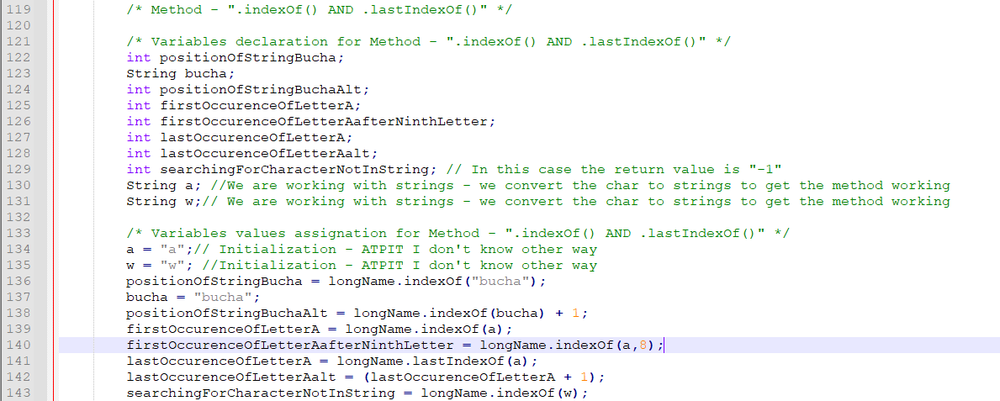 119 /* Method - ".indexOf() AND .lastIndexOf()" */
120
121 /* Variables declaration for Method - ".indexOf() AND .lastIndexOf()" */
122 int positionOfStringBucha;
123 String bucha;
124 int positionOfStringBuchaAlt;
125 int firstOccurenceOfLetterA;
126 int firstOccurenceOfLetterAafterNinthLetter;
127 int lastOccurenceOfLetterA;
128 int lastOccurenceOfLetterAalt;
129 int searchingForCharacterNotInString; // In this case the return value is "-1"
130 String a; //We are working with strings - we convert the char to strings to get the method working
131 String w;// We are working with strings - we convert the char to strings to get the method working
132
133 /* Variables values assignation for Method - ".indexOf() AND .lastIndexOf()" */
134 a = "a";// Initialization - ATPIT I don't know other way
135 w = "w"; //Initialization - ATPIT I don't know other way
136 positionOfStringBucha = longName.indexOf("bucha");
137 bucha = "bucha";
138 positionOfStringBuchaAlt = longName.indexOf(bucha) + 1;
139 firstOccurenceOfLetterA = longName.indexOf(a);
140 firstOccurenceOfLetterAafterNinthLetter = longName.indexOf(a,8);
141 lastOccurenceOfLetterA = longName.lastIndexOf(a);
142 lastOccurenceOfLetterAalt = (lastOccurenceOfLetterA + 1);
143 searchingForCharacterNotInString = longName.indexOf(w);